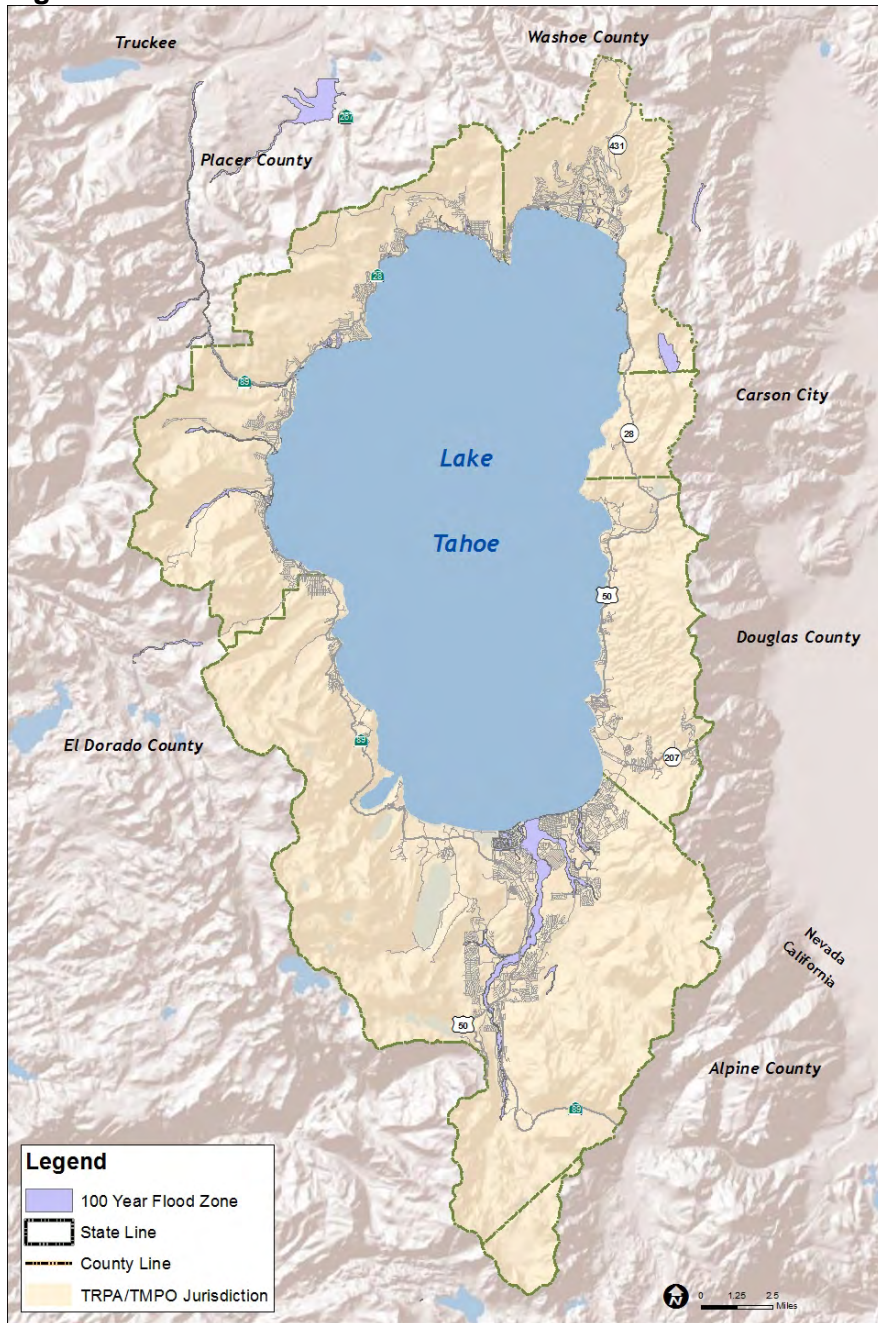 Truckee
Washoe County
267
Placer County
431
28
89
Carson City
28
Lake
Tahoe
50
Douglas County
El Dorado County
89
207
Nevada
California
50
Alpine County
89
Legend
100 Year Flood Zone
State Line
County Line
TRPA/TMPO Jurisdiction
N
0 1.25 2.5
Miles